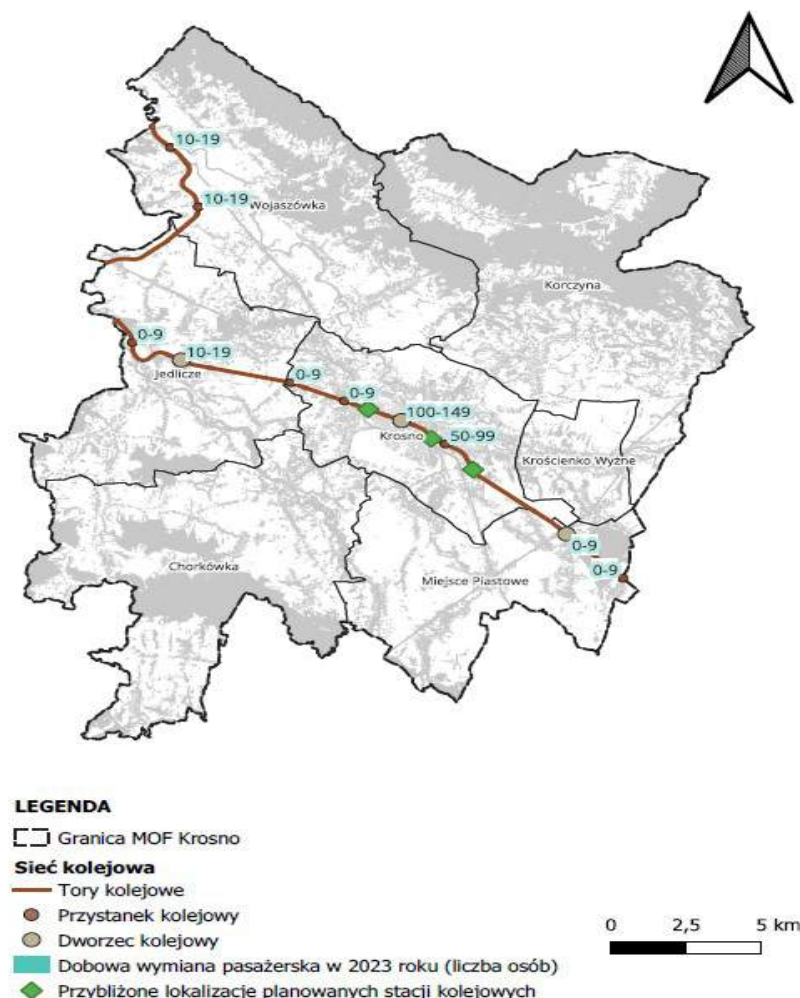 10-19
10-19
Wojaszówka
Korczyna
0-9
10-19
Jedlicze
0-9
0-9
100-149
Krosno
50-99
Krościenko Wyżne
0-9
Chorkówka
Miejsce Piastowe
0-9
LEGENDA
Granica MOF Krosno
Sieć kolejowa
Tory kolejowe
Przystanek kolejowy
Dworzec kolejowy
Dobowa wymiana pasażerska w 2023 roku (liczba osób)
Przybliżone lokalizacje planowanych stacji kolejowych
0 2,5 5 km